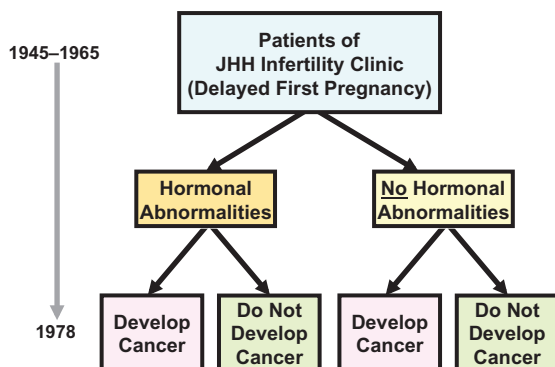 1945–1965
Patients of
JHH Infertility Clinic
(Delayed First Pregnancy)
Hormonal
Abnormalities
No Hormonal
Abnormalities
1978
Develop
Cancer
Do Not
Develop
Cancer
Develop
Cancer
Do Not
Develop
Cancer